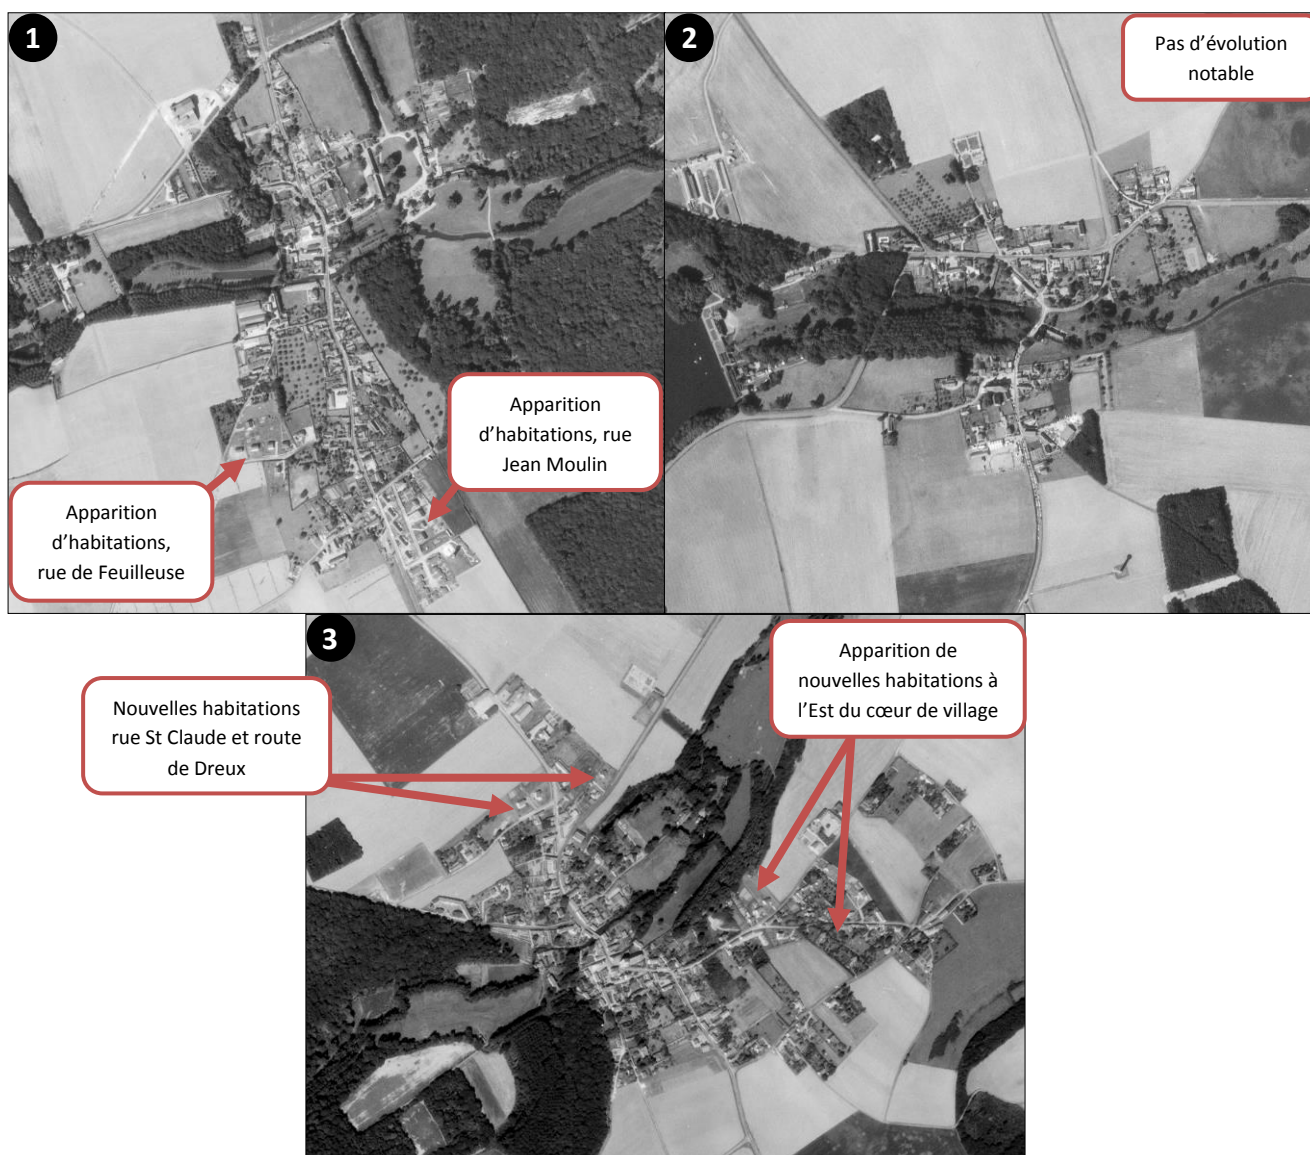 1
2
Pas d’évolution
notable
Apparition
d’habitations, rue
Jean Moulin
Apparition
d’habitations,
rue de Feuilleuse
3
Apparition de
nouvelles habitations à
l’Est du cœur de village
Nouvelles habitations
rue St Claude et route
de Dreux